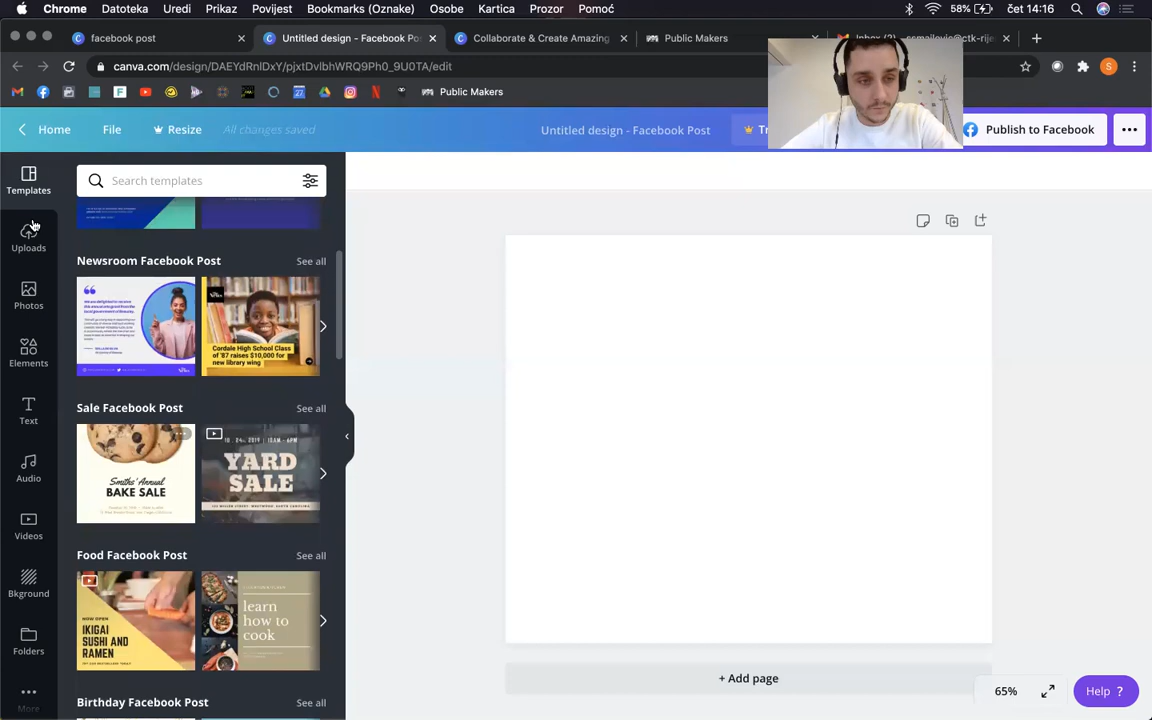 Chrome Datoteka Uredi Prikaz Povijest Bookmarks (Oznake) Osobe Kartica Prozor Pomoć 58% čet 14:16
facebook post
Untitled design - Facebook Po
Collaborate & Create Amazing
Public Makers
canva.com/design/DAEYdRnlDxY/pjxtDvlbhWRQ9Ph0_9U0TA/edit
S
Public Makers
Home File Resize All changes saved Untitled design - Facebook Post Publish to Facebook
Templates
Search templates
Uploads
Photos
Elements
Text
Audio
Videos
Bkground
Folders
More
Newsroom Facebook Post See all
Cordale High School Class
of '87 raises $10,000 for
new library wing
Sale Facebook Post See all
Smiths' Annual
BAKE SALE
YARD
SALE
Food Facebook Post See all
NOW OPEN
IKIGAI
SUSHI AND
RAMEN
learn
how to
cook
Birthday Facebook Post See all
+ Add page
65%
Help ?